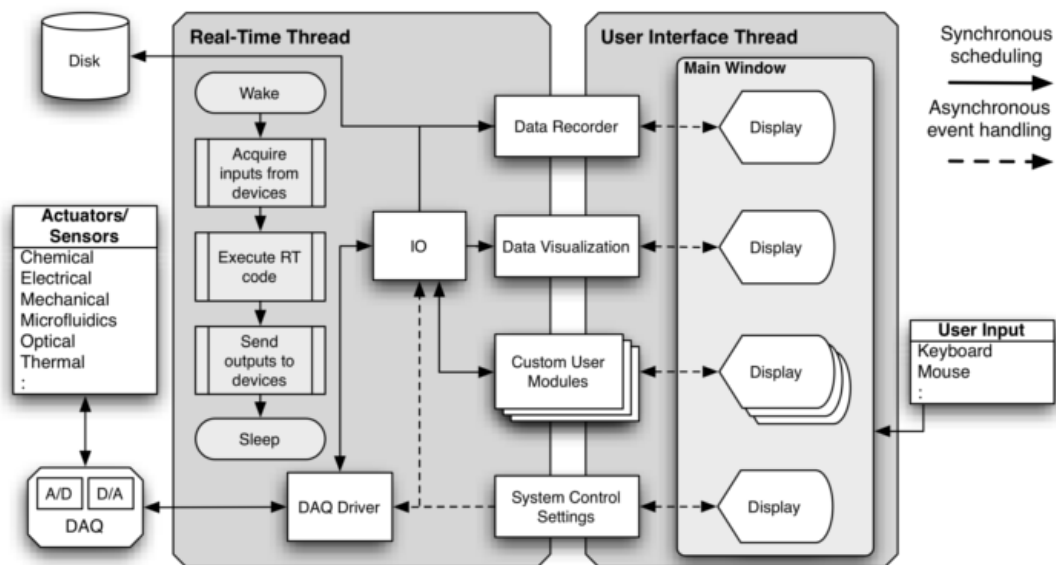 Disk
Real-Time Thread
Wake
Acquire
inputs from
devices
Execute RT
code
Send
outputs to
devices
Sleep
IO
DAQ Driver
Actuators/
Sensors
Chemical
Electrical
Mechanical
Microfluidics
Optical
Thermal
:
A/D
D/A
DAQ
Data Recorder
Data Visualization
Custom User
Modules
System Control
Settings
User Interface Thread
Main Window
Display
Display
Display
Display
Synchronous
scheduling
Asynchronous
event handling
User Input
Keyboard
Mouse
: